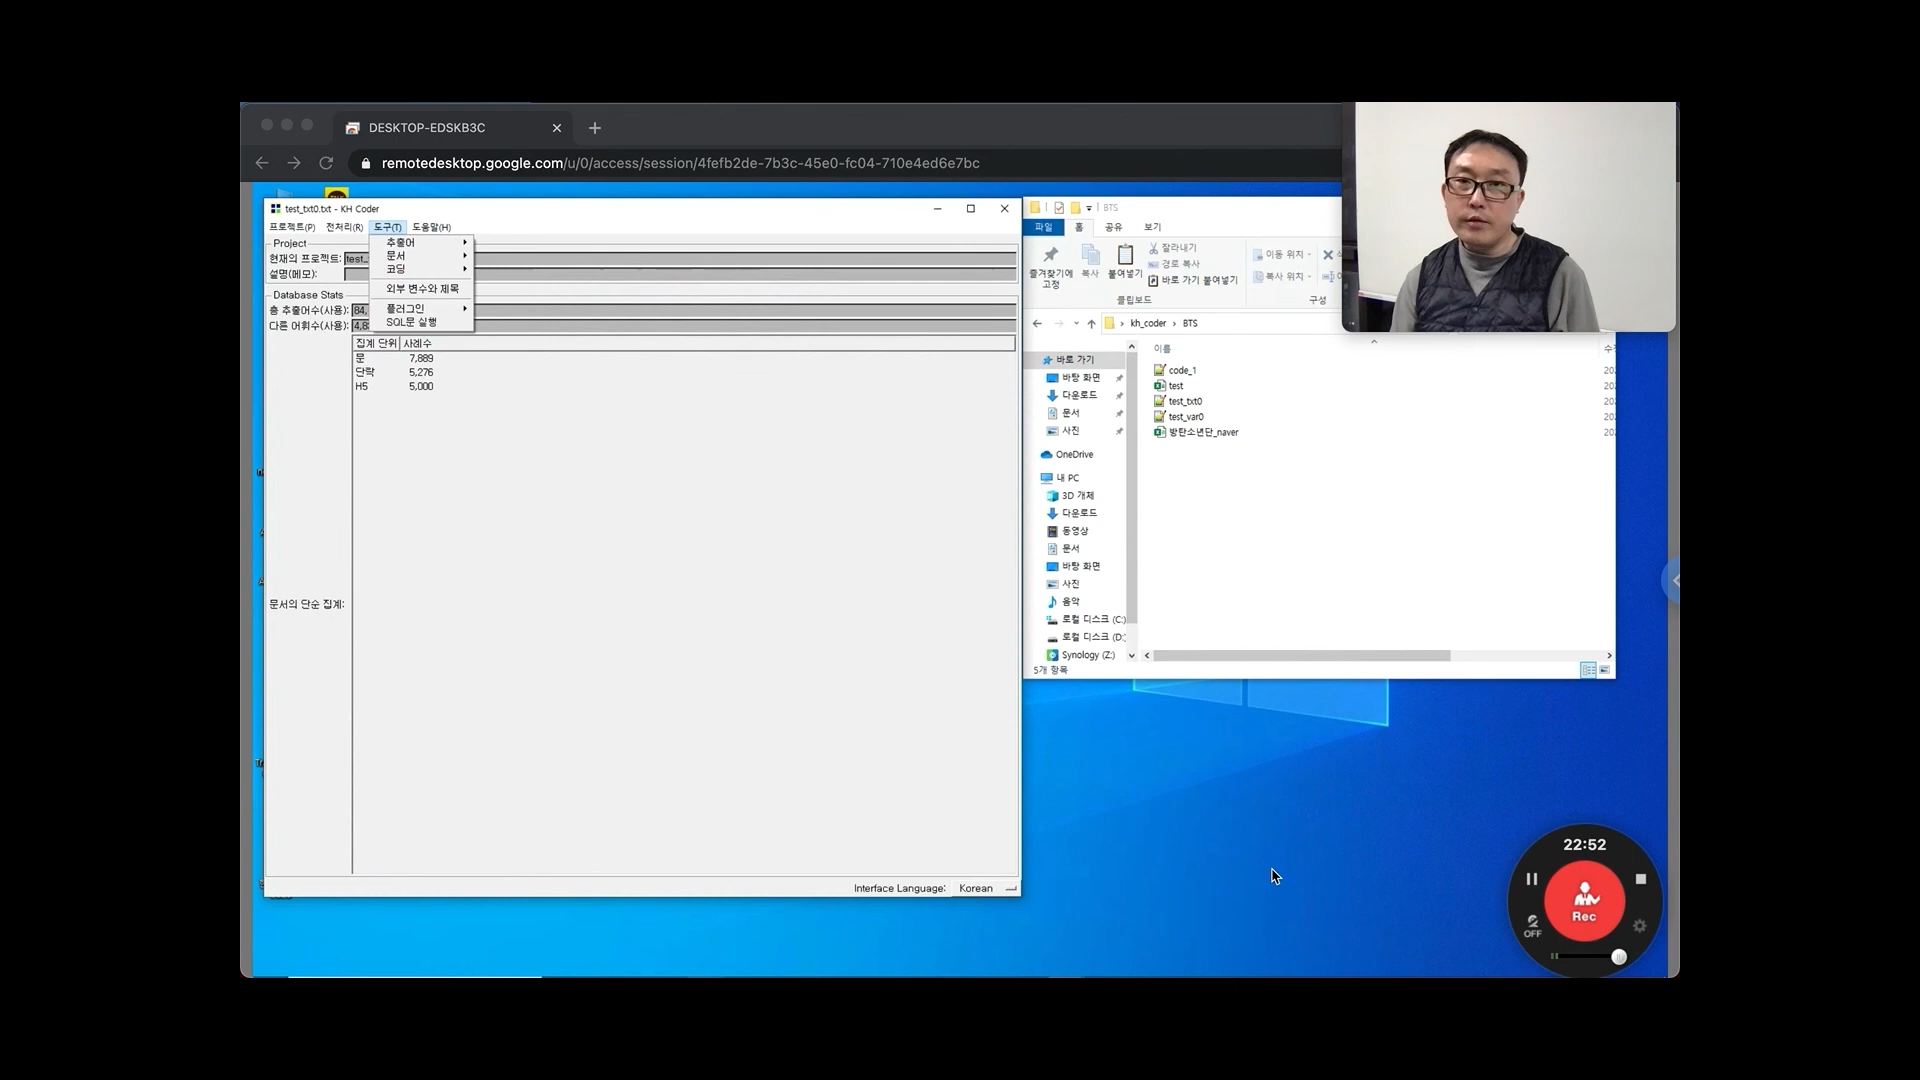 DESKTOP-EDSKB3C
remotedesktop.google.com/u/0/access/session/4fefb2de-7b3c-45e0-fc04-710e4ed6e7bc
test_txt0.txt - KH Coder
프로젝트(P) 전처리(R) 도구(T) 도움말(H)
추출어
문서
코딩
외부 변수와 제목
플러그인
SQL문 실행
Project
현재의 프로젝트: test_
설명(메모):
Database Stats
총 추출어수(사용): 84,
다른 어휘수(사용):
집계 단위 사례수
문 7,889
단락 5,276
H5 5,000
문서의 단순 집계:
Interface Language: Korean
BTS
파일 홈 공유 보기
즐겨찾기에 고정
복사
붙여넣기
잘라내기
경로 복사
바로 가기 붙여넣기
클립보드
이동 위치
복사 위치
구성
kh_coder › BTS
이름
바로 가기
바탕 화면
다운로드
문서
사진
OneDrive
내 PC
3D 개체
다운로드
동영상
문서
바탕 화면
사진
음악
로컬 디스크 (C:)
로컬 디스크 (D:)
Synology (Z:)
code_1
test
test_txt0
test_var0
방탄소년단_naver
5개 항목
22:52
Rec
OFF